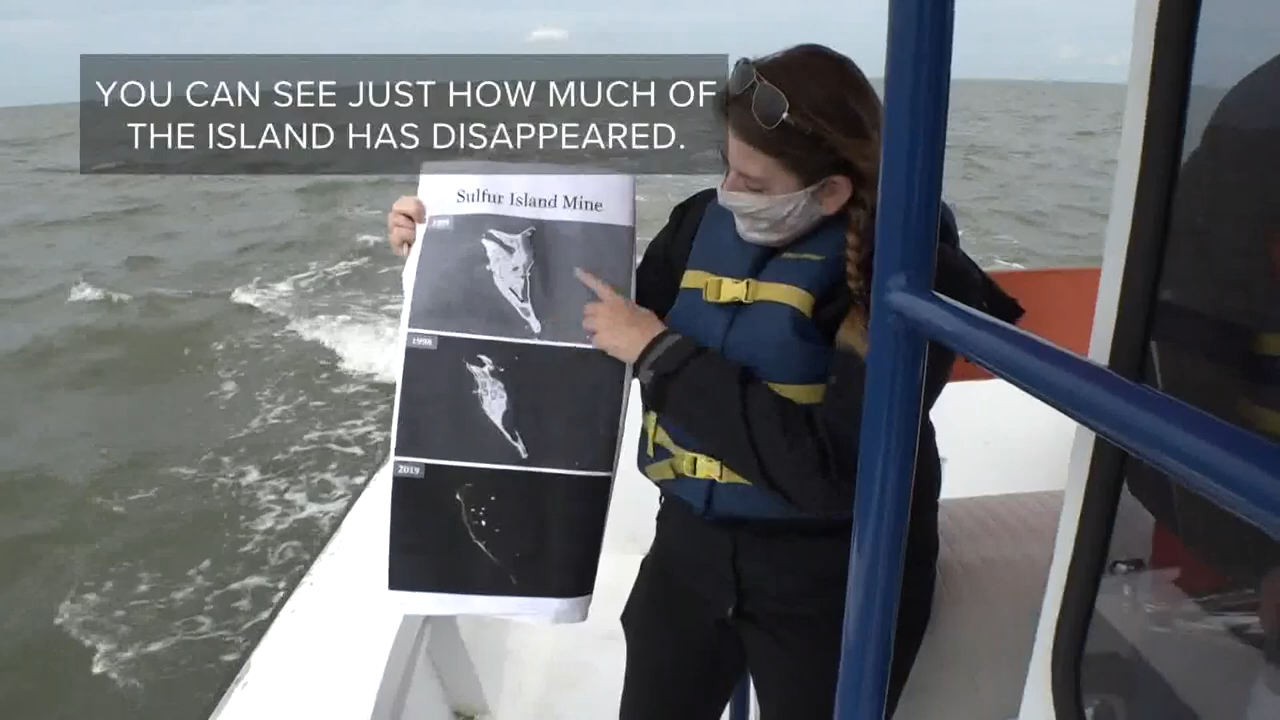 YOU CAN SEE JUST HOW MUCH OF
THE ISLAND HAS DISAPPEARED.
Sulfur Island Mine
1998
2019